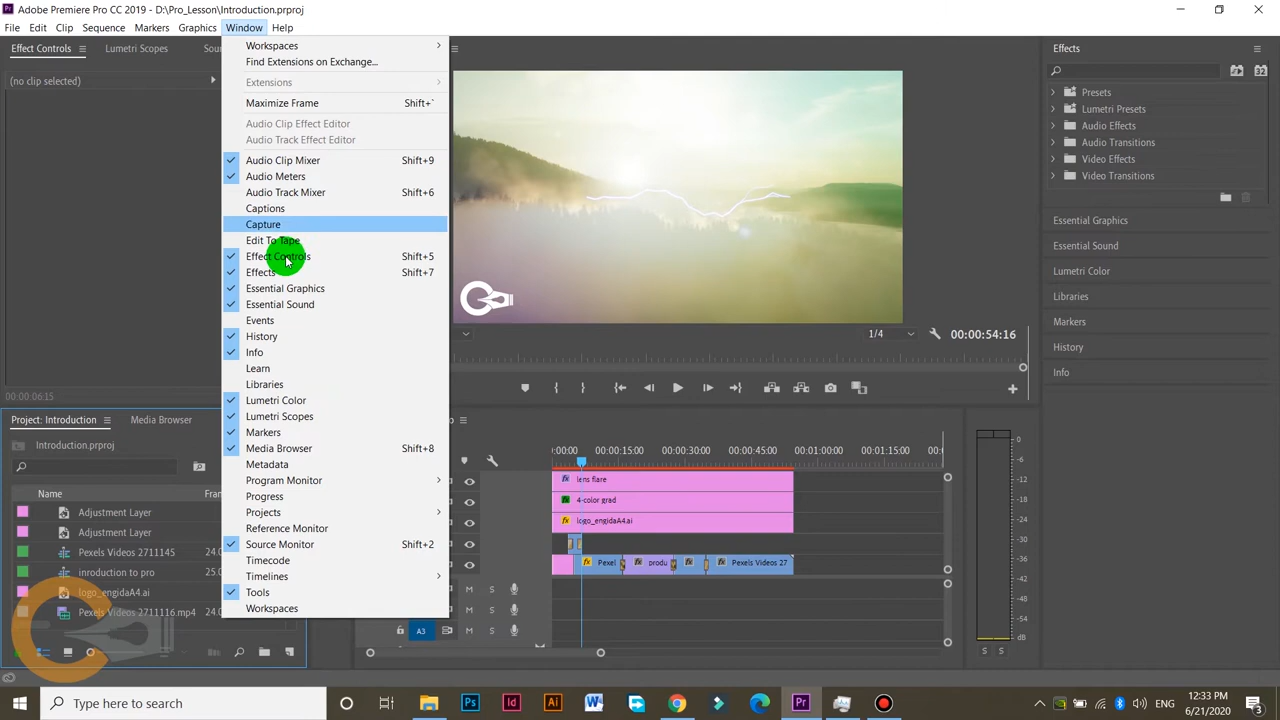 Adobe Premiere Pro CC 2019 - D:\Pro_Lesson\Introduction.prproj
File Edit Clip Sequence Markers Graphics Window Help
Effect Controls Lumetri Scopes Sou
(no clip selected)
00:00:06:15
Workspaces
Find Extensions on Exchange...
Extensions
Maximize Frame Shift+`
Audio Clip Effect Editor
Audio Track Effect Editor
Audio Clip Mixer Shift+9
Audio Meters
Audio Track Mixer Shift+6
Captions
Capture
Edit To Tape
Effect Controls Shift+5
Effects Shift+7
Essential Graphics
Essential Sound
Events
History
Info
Learn
Libraries
Lumetri Color
Lumetri Scopes
Markers
Media Browser Shift+8
Metadata
Program Monitor
Progress
Projects
Reference Monitor
Source Monitor Shift+2
Timecode
Timelines
Tools
Workspaces
1/4 00:00:54:16
Effects
Presets
Lumetri Presets
Audio Effects
Audio Transitions
Video Effects
Video Transitions
Essential Graphics
Essential Sound
Lumetri Color
Libraries
Markers
History
Info
Project: Introduction Media Browser
Introduction.prproj
Name Fra
Adjustment Layer
Adjustment Layer
Pexels Videos 2711145 24.0
inroduction to pro 24.0
logo_engidaA4.ai
Pexels Videos 2711116.mp4 24.0
:00:00 00:00:15:00 00:00:30:00 00:00:45:00 00:01:00:00 00:01:15:00 00:0
lens flare
4-color grad
logo_engidaA4.ai
Pexel produ Pexels Videos 27
M S
M S
A3 M S
0
-6
-12
-18
-24
-30
-36
-42
-48
-54
dB
S S
Type here to search
ENG
12:33 PM
6/21/2020
3